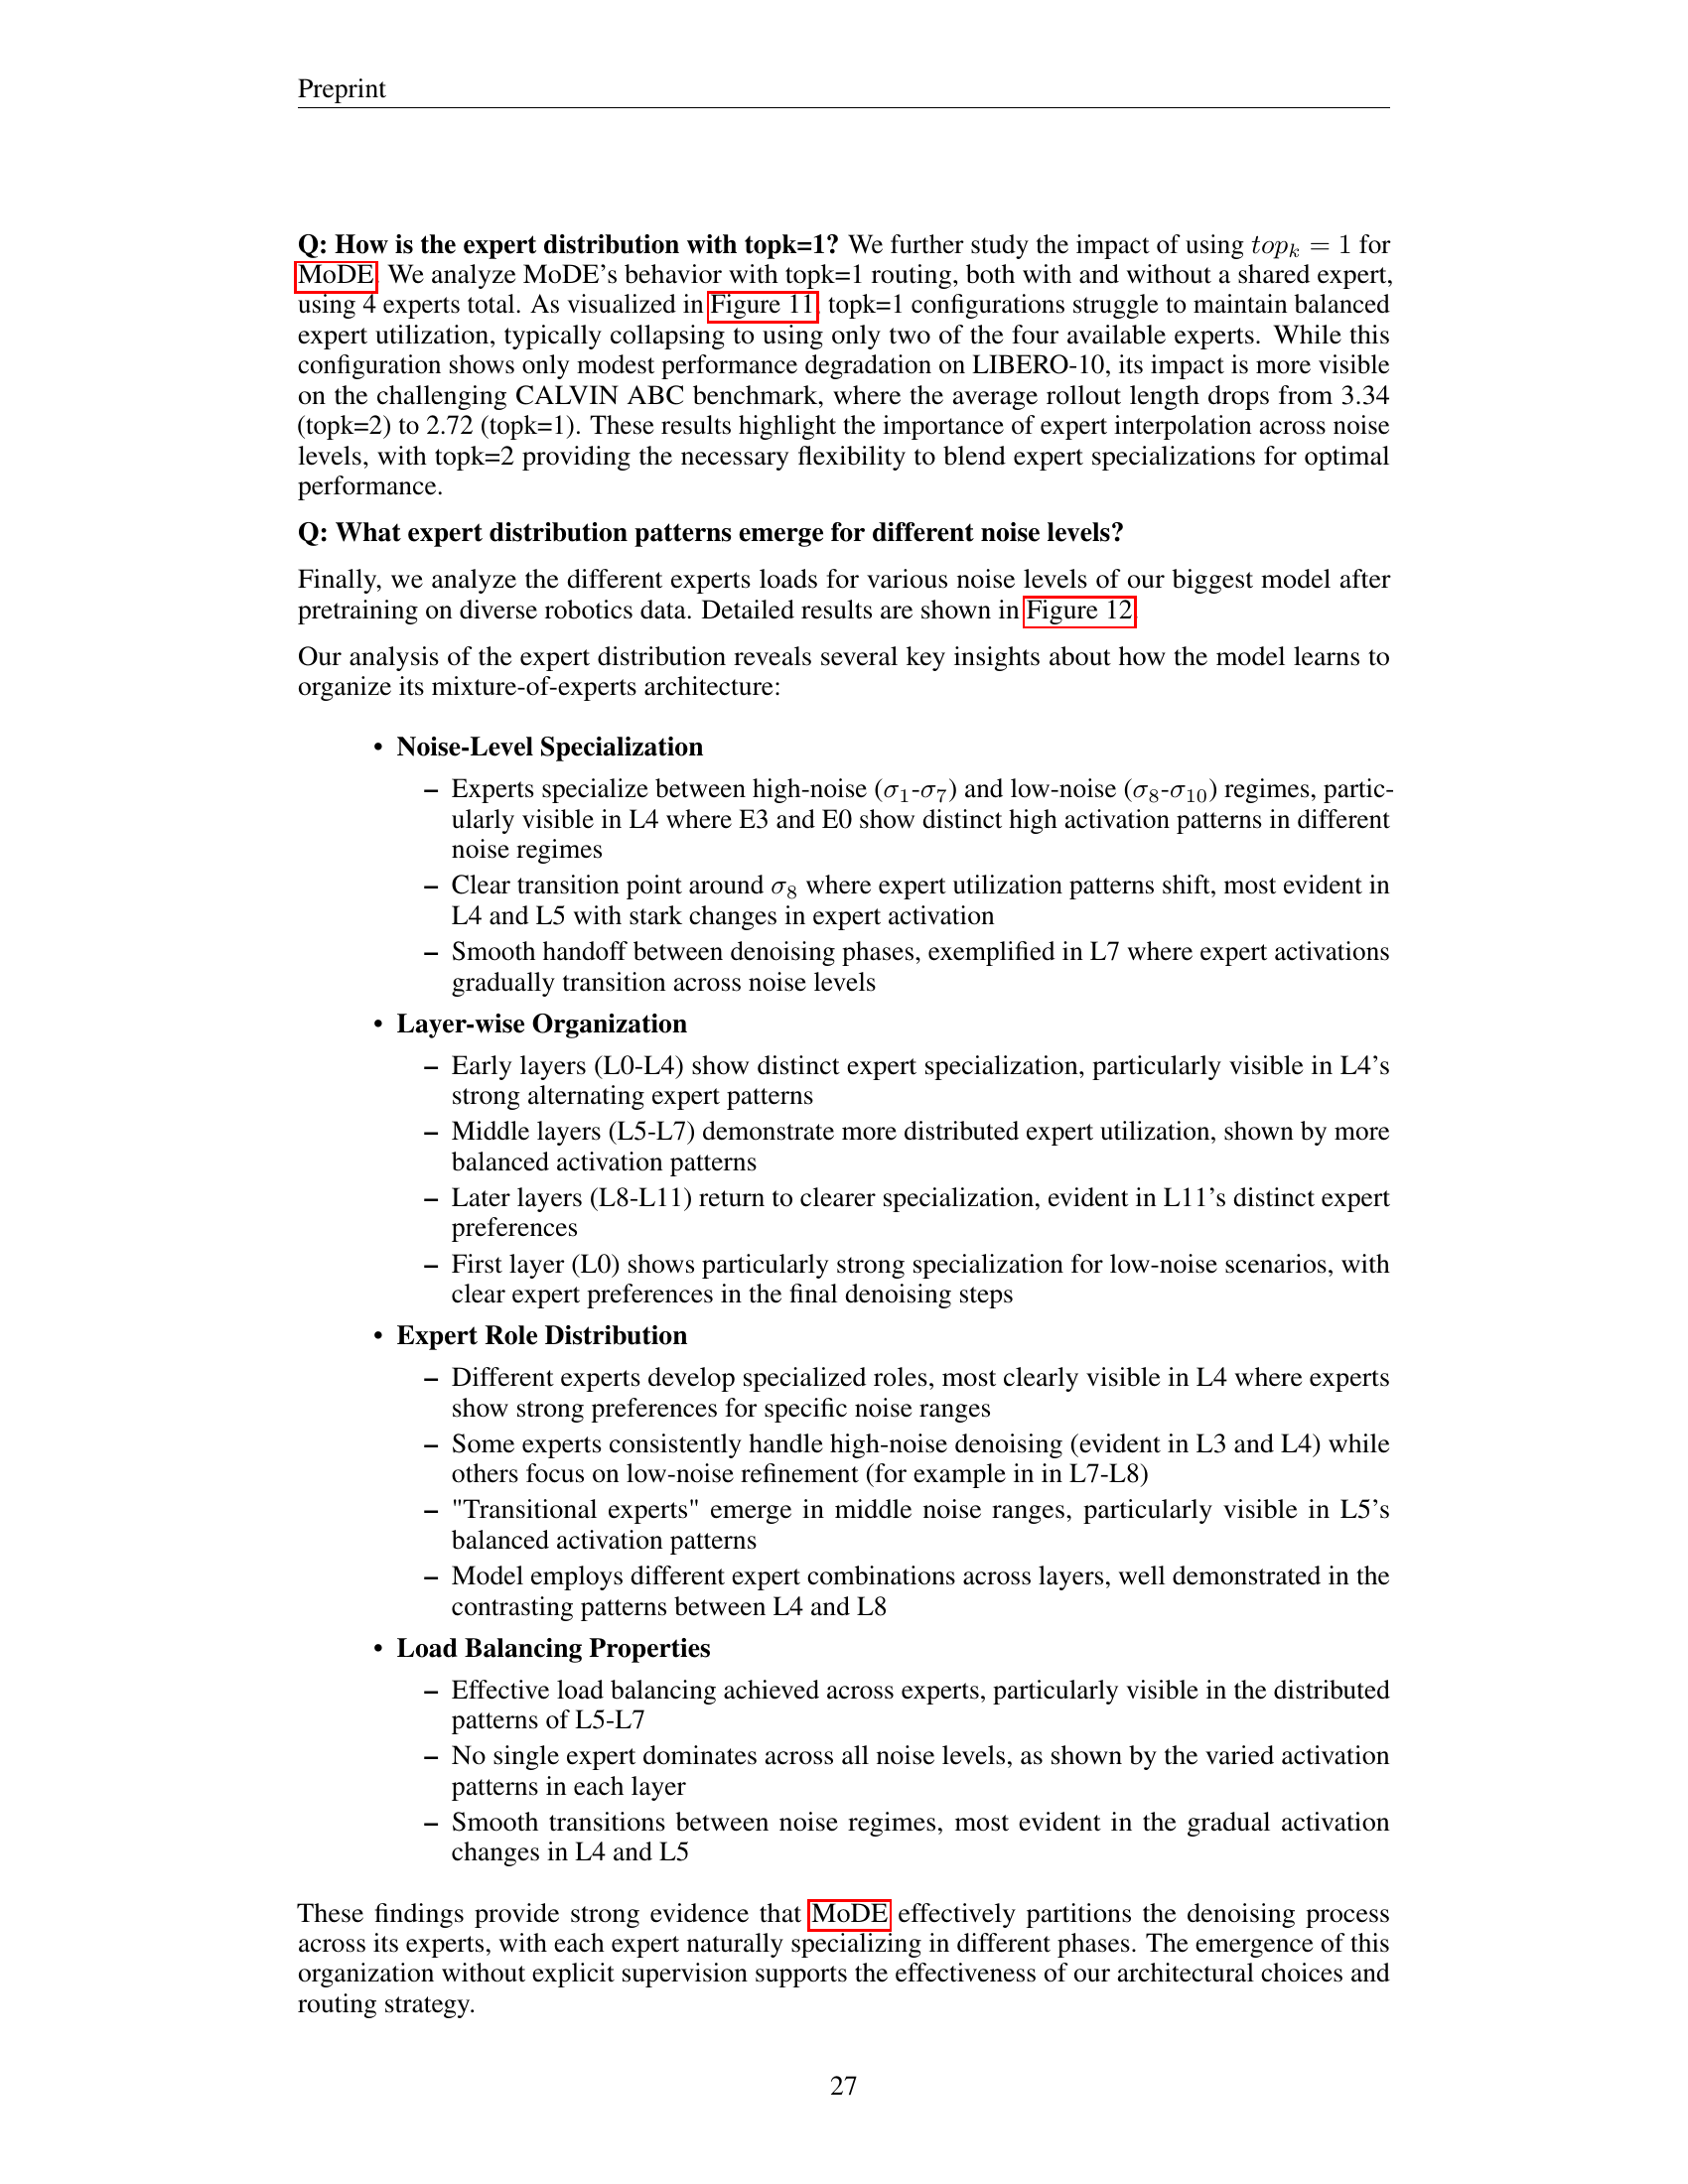 Preprint
Q: How is the expert distribution with topk=1? We further study the impact of using top_k = 1 for
MoDE. We analyze MoDE's behavior with topk=1 routing, both with and without a shared expert,
using 4 experts total. As visualized in Figure 11, topk=1 configurations struggle to maintain balanced
expert utilization, typically collapsing to using only two of the four available experts. While this
configuration shows only modest performance degradation on LIBERO-10, its impact is more visible
on the challenging CALVIN ABC benchmark, where the average rollout length drops from 3.34
(topk=2) to 2.72 (topk=1). These results highlight the importance of expert interpolation across noise
levels, with topk=2 providing the necessary flexibility to blend expert specializations for optimal
performance.
Q: What expert distribution patterns emerge for different noise levels?
Finally, we analyze the different experts loads for various noise levels of our biggest model after
pretraining on diverse robotics data. Detailed results are shown in Figure 12.
Our analysis of the expert distribution reveals several key insights about how the model learns to
organize its mixture-of-experts architecture:
• Noise-Level Specialization
– Experts specialize between high-noise (σ₁-σ₇) and low-noise (σ₈-σ₁₀) regimes, partic-
ularly visible in L4 where E3 and E0 show distinct high activation patterns in different
noise regimes
– Clear transition point around σ₈ where expert utilization patterns shift, most evident in
L4 and L5 with stark changes in expert activation
– Smooth handoff between denoising phases, exemplified in L7 where expert activations
gradually transition across noise levels
• Layer-wise Organization
– Early layers (L0-L4) show distinct expert specialization, particularly visible in L4's
strong alternating expert patterns
– Middle layers (L5-L7) demonstrate more distributed expert utilization, shown by more
balanced activation patterns
– Later layers (L8-L11) return to clearer specialization, evident in L11's distinct expert
preferences
– First layer (L0) shows particularly strong specialization for low-noise scenarios, with
clear expert preferences in the final denoising steps
• Expert Role Distribution
– Different experts develop specialized roles, most clearly visible in L4 where experts
show strong preferences for specific noise ranges
– Some experts consistently handle high-noise denoising (evident in L3 and L4) while
others focus on low-noise refinement (for example in in L7-L8)
– "Transitional experts" emerge in middle noise ranges, particularly visible in L5's
balanced activation patterns
– Model employs different expert combinations across layers, well demonstrated in the
contrasting patterns between L4 and L8
• Load Balancing Properties
– Effective load balancing achieved across experts, particularly visible in the distributed
patterns of L5-L7
– No single expert dominates across all noise levels, as shown by the varied activation
patterns in each layer
– Smooth transitions between noise regimes, most evident in the gradual activation
changes in L4 and L5
These findings provide strong evidence that MoDE effectively partitions the denoising process
across its experts, with each expert naturally specializing in different phases. The emergence of this
organization without explicit supervision supports the effectiveness of our architectural choices and
routing strategy.
27